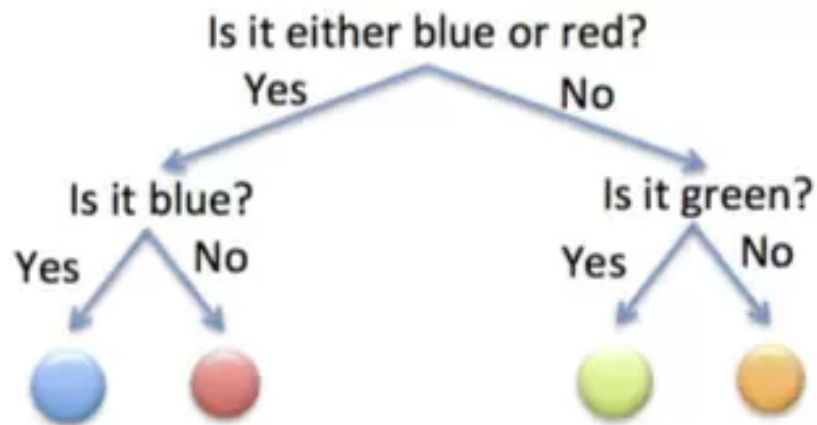 Is it either blue or red?
Yes
No
Is it blue?
Is it green?
Yes
No
Yes
No